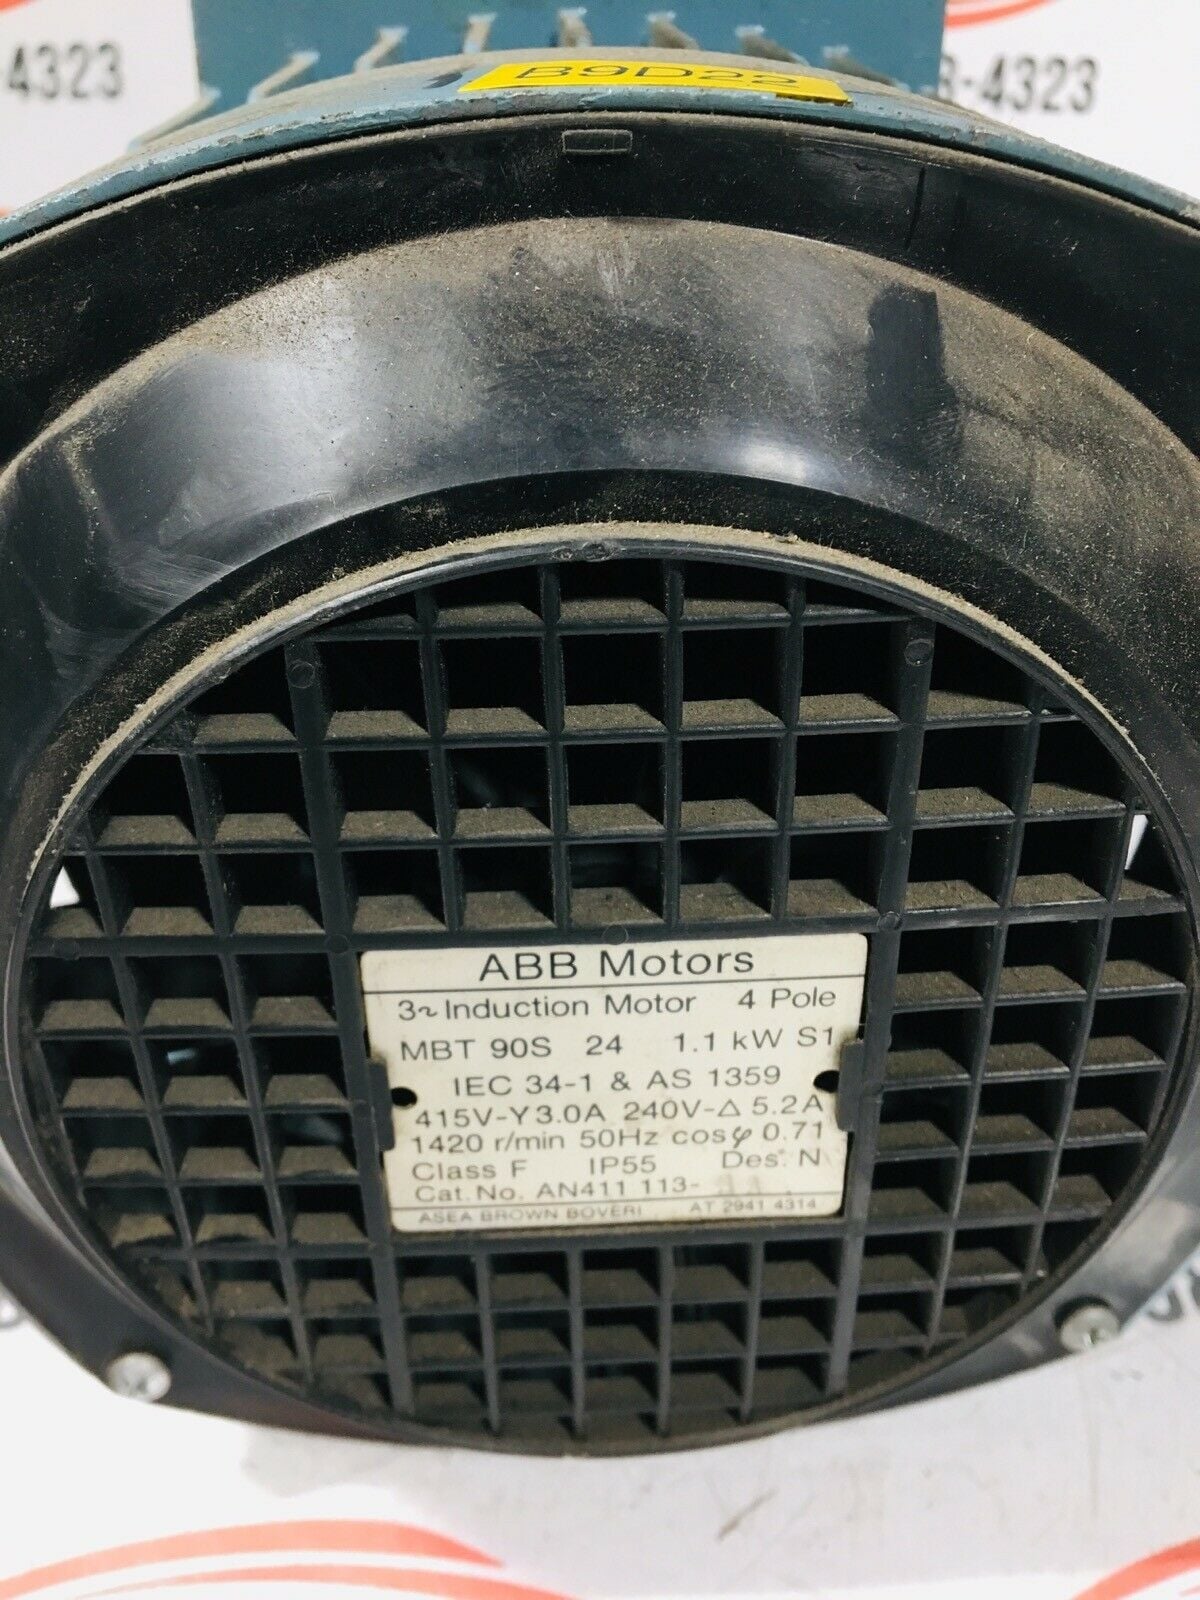 -4323
8-4323
B9D22
ABB Motors
3~ Induction Motor 4 Pole
MBT 90S 24 1.1 kW S1
IEC 34-1 & AS 1359
415V-Y3.0A 240V-Δ 5.2A
1420 r/min 50Hz cosφ 0.71
Class F IP55 Des. N
Cat. No. AN411 113-
ASEA BROWN BOVERI AT 2941 4314